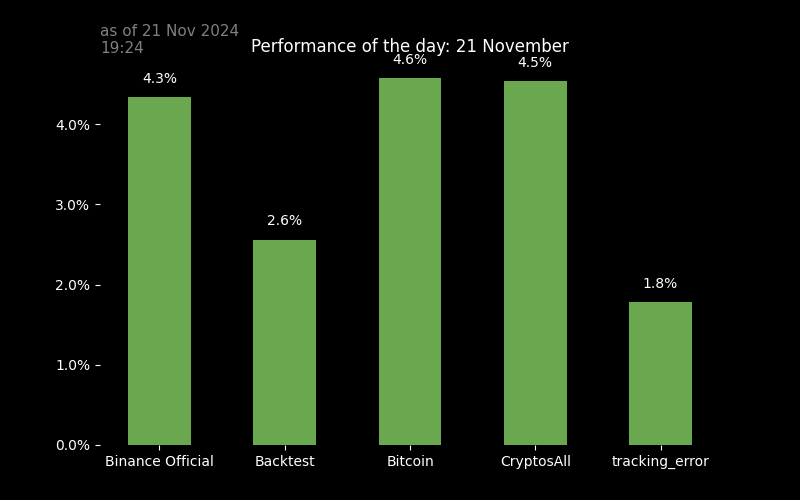 as of 21 Nov 2024
19:24
Performance of the day: 21 November
4.3%
2.6%
4.6%
4.5%
1.8%
4.0%
3.0%
2.0%
1.0%
0.0%
Binance Official
Backtest
Bitcoin
CryptosAll
tracking_error